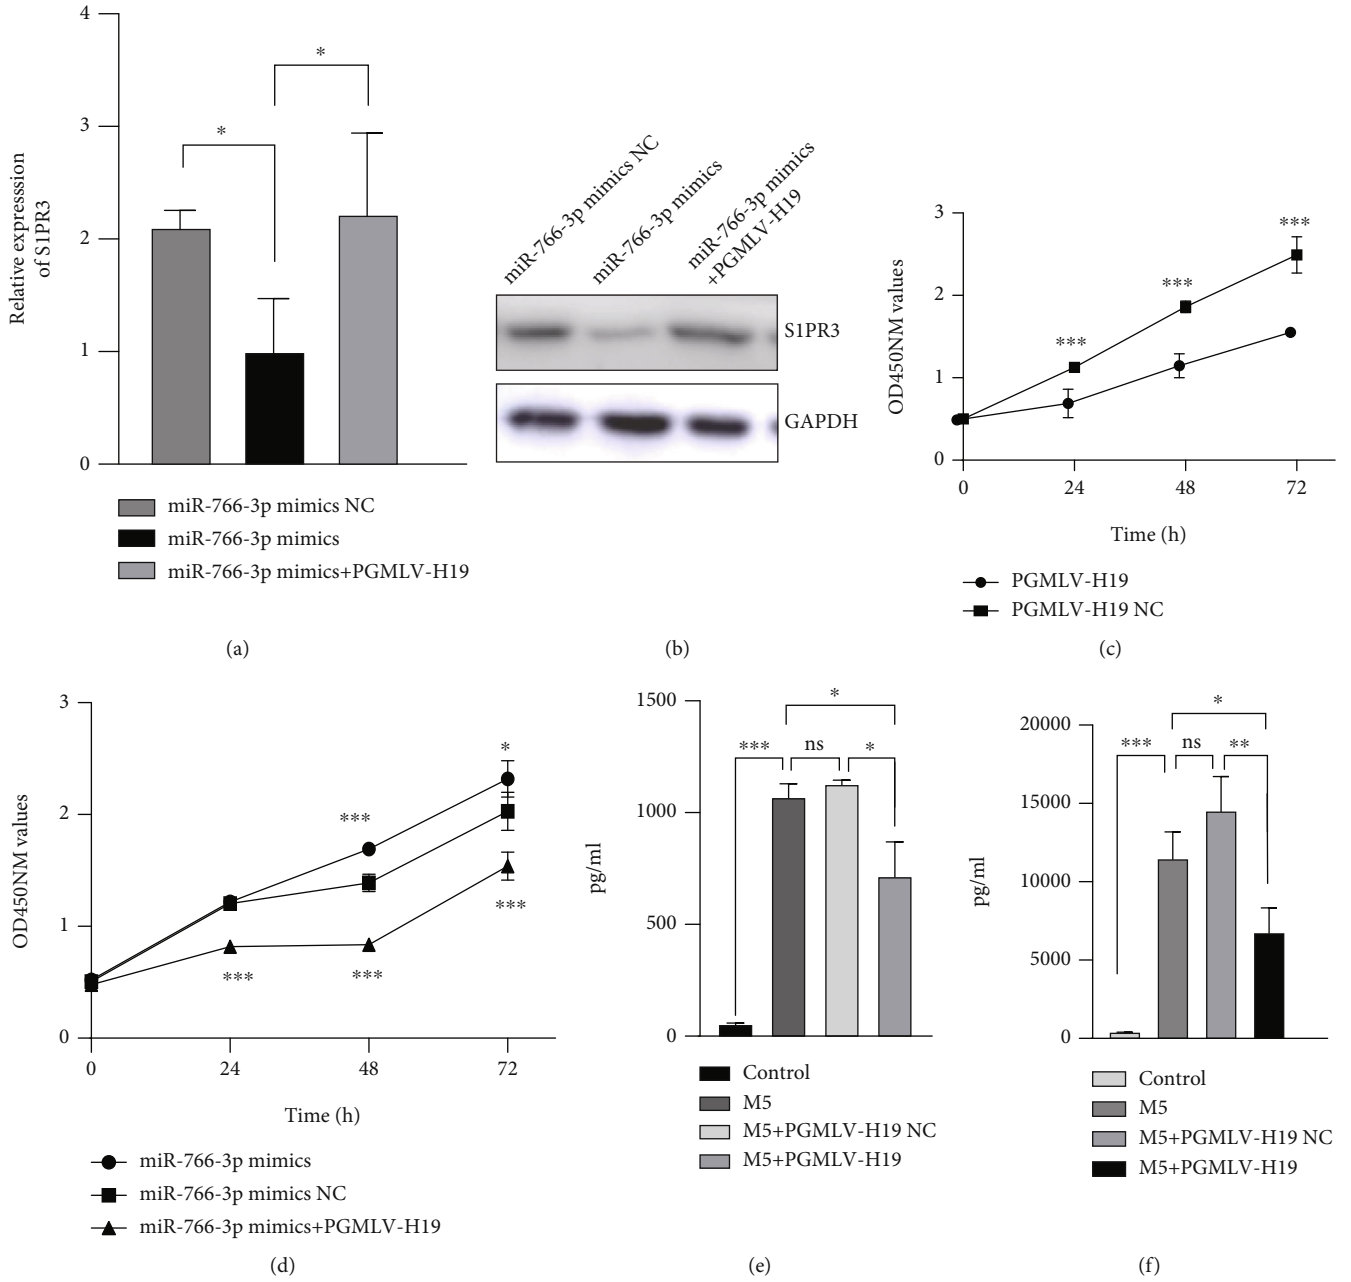 4
3
2
1
0
Relative expresssion
of S1PR3
*
*
miR-766-3p mimics NC
miR-766-3p mimics
miR-766-3p mimics+PGMLV-H19
(a)
miR-766-3p mimics NC
miR-766-3p mimics
miR-766-3p mimics
+PGMLV-H19
S1PR3
GAPDH
(b)
3
2
1
0
OD450NM values
***
***
***
0 24 48 72
Time (h)
PGMLV-H19
PGMLV-H19 NC
(c)
3
2
1
0
OD450NM values
***
*
***
***
***
0 24 48 72
Time (h)
miR-766-3p mimics
miR-766-3p mimics NC
miR-766-3p mimics+PGMLV-H19
(d)
1500
1000
500
0
pg/ml
*
*** ns *
Control
M5
M5+PGMLV-H19 NC
M5+PGMLV-H19
(e)
20000
15000
10000
5000
0
pg/ml
*
*** ns **
Control
M5
M5+PGMLV-H19 NC
M5+PGMLV-H19
(f)